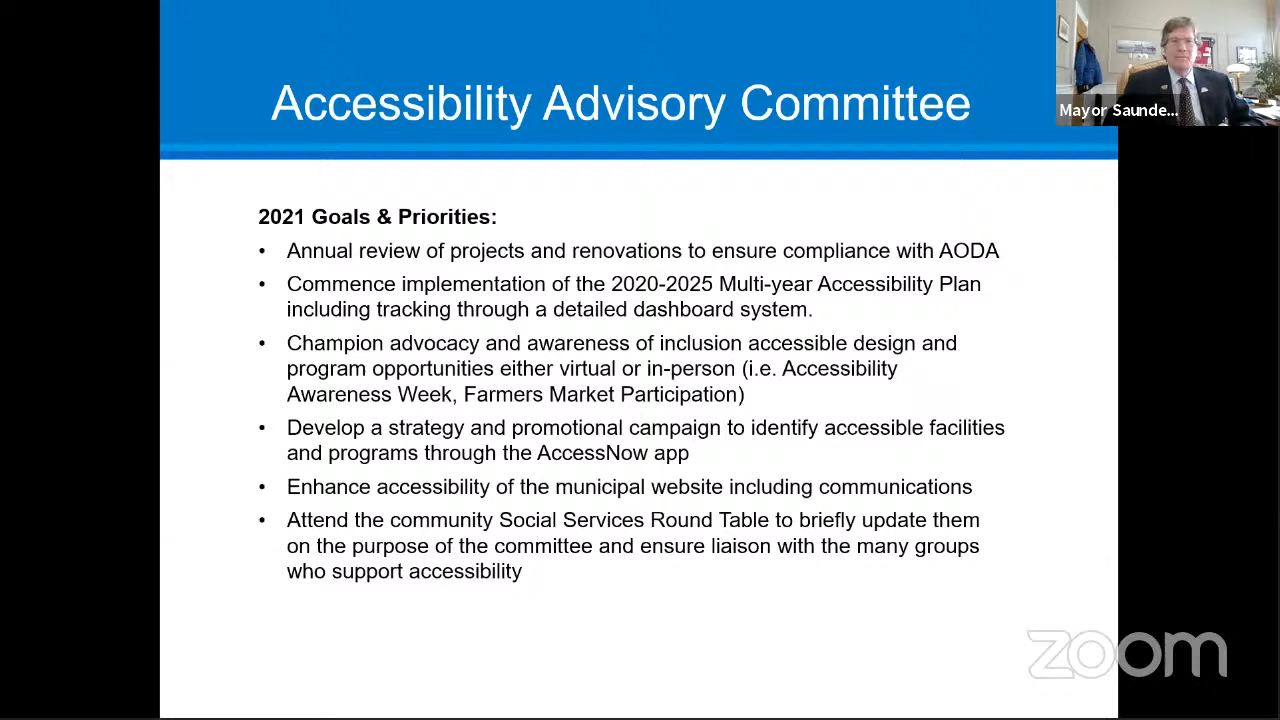 Accessibility Advisory Committee
Mayor Saunde...
2021 Goals & Priorities:
• Annual review of projects and renovations to ensure compliance with AODA
• Commence implementation of the 2020-2025 Multi-year Accessibility Plan
including tracking through a detailed dashboard system.
• Champion advocacy and awareness of inclusion accessible design and
program opportunities either virtual or in-person (i.e. Accessibility
Awareness Week, Farmers Market Participation)
• Develop a strategy and promotional campaign to identify accessible facilities
and programs through the AccessNow app
• Enhance accessibility of the municipal website including communications
• Attend the community Social Services Round Table to briefly update them
on the purpose of the committee and ensure liaison with the many groups
who support accessibility
zoom